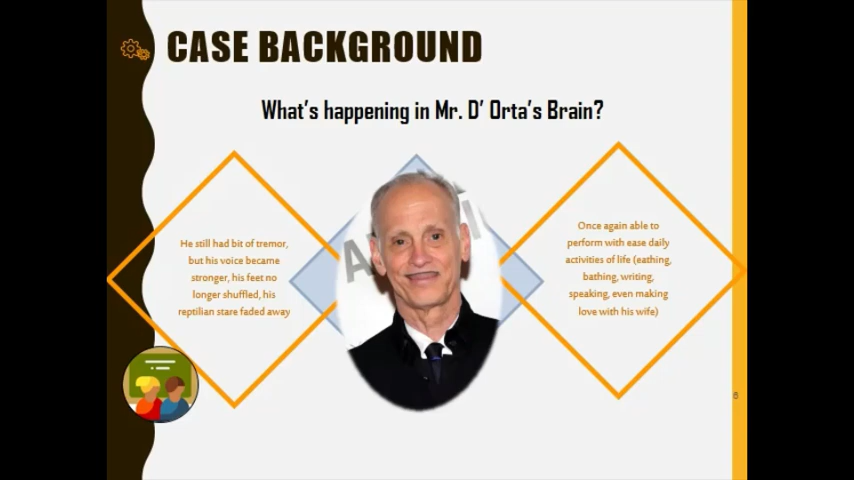 CASE BACKGROUND
What's happening in Mr. D' Orta's Brain?
He still had bit of tremor,
but his voice became
stronger, his feet no
longer shuffled, his
reptilian stare faded away
Once again able to
perform with ease daily
activities of life (eathing,
bathing, writing,
speaking, even making
love with his wife)
8